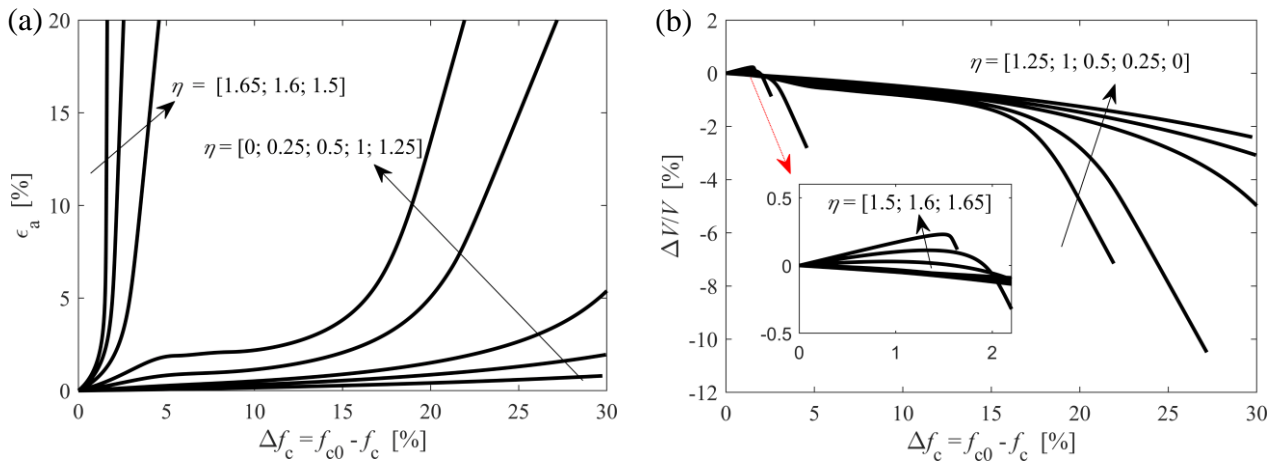 (a)
20
15
10
5
0
ϵa [%]
η = [1.65; 1.6; 1.5]
η = [0; 0.25; 0.5; 1; 1.25]
0 5 10 15 20 25 30
Δfc = fc0 - fc [%]
(b)
2
0
-2
-4
-6
-8
-10
-12
ΔV/V [%]
η = [1.25; 1; 0.5; 0.25; 0]
0.5
0
-0.5
η = [1.5; 1.6; 1.65]
0 1 2
0 5 10 15 20 25 30
Δfc = fc0 - fc [%]